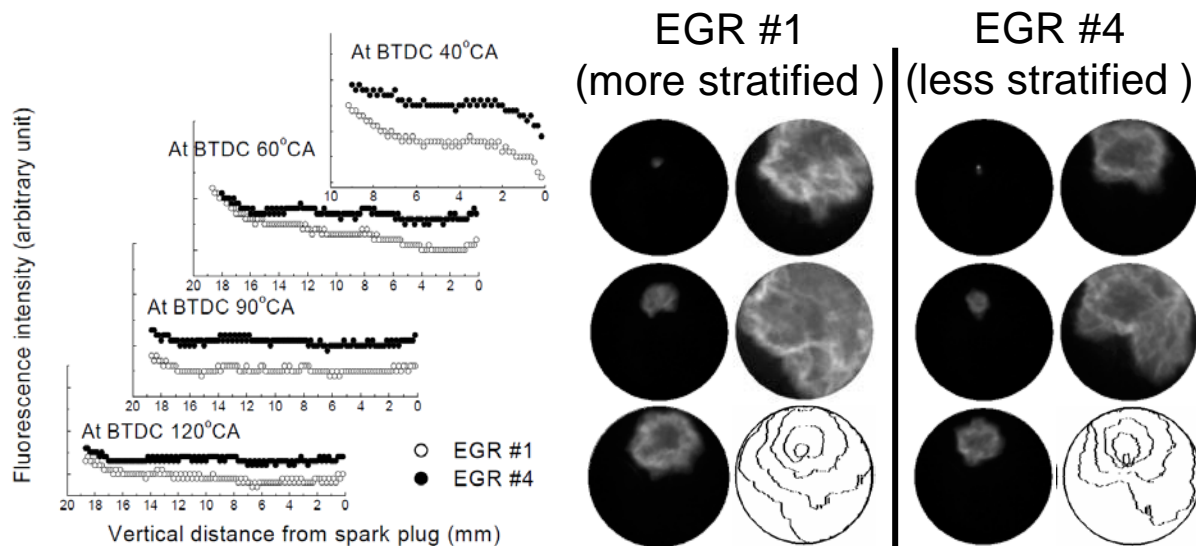 EGR #1
(more stratified )
EGR #4
(less stratified )
Fluorescence intensity (arbitrary unit)
At BTDC 40°CA
10 8 6 4 2 0
At BTDC 60°CA
20 18 16 14 12 10 8 6 4 2 0
At BTDC 90°CA
20 18 16 14 12 10 8 6 4 2 0
At BTDC 120°CA
EGR #1
EGR #4
20 18 16 14 12 10 8 6 4 2 0
Vertical distance from spark plug (mm)